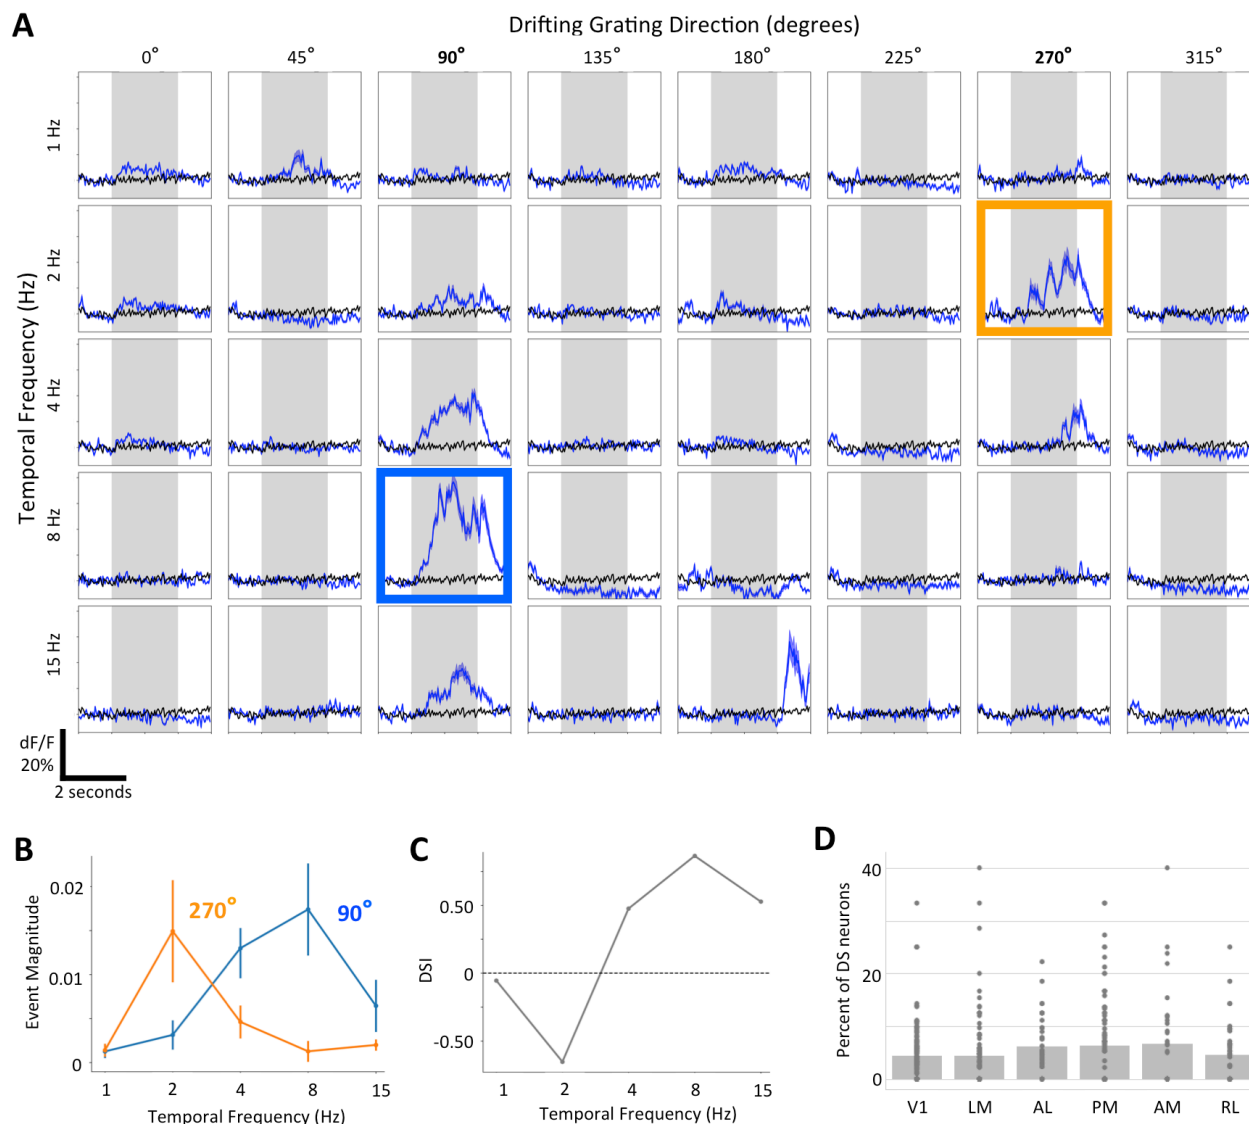 A
Drifting Grating Direction (degrees)
0° 45° 90° 135° 180° 225° 270° 315°
Temporal Frequency (Hz)
1 Hz
2 Hz
4 Hz
8 Hz
15 Hz
dF/F
20%
2 seconds
B
Event Magnitude
0.02
0.01
0
270°
90°
1 2 4 8 15
Temporal Frequency (Hz)
C
DSI
0.50
0
-0.50
1 2 4 8 15
Temporal Frequency (Hz)
D
Percent of DS neurons
40
20
0
V1 LM AL PM AM RL